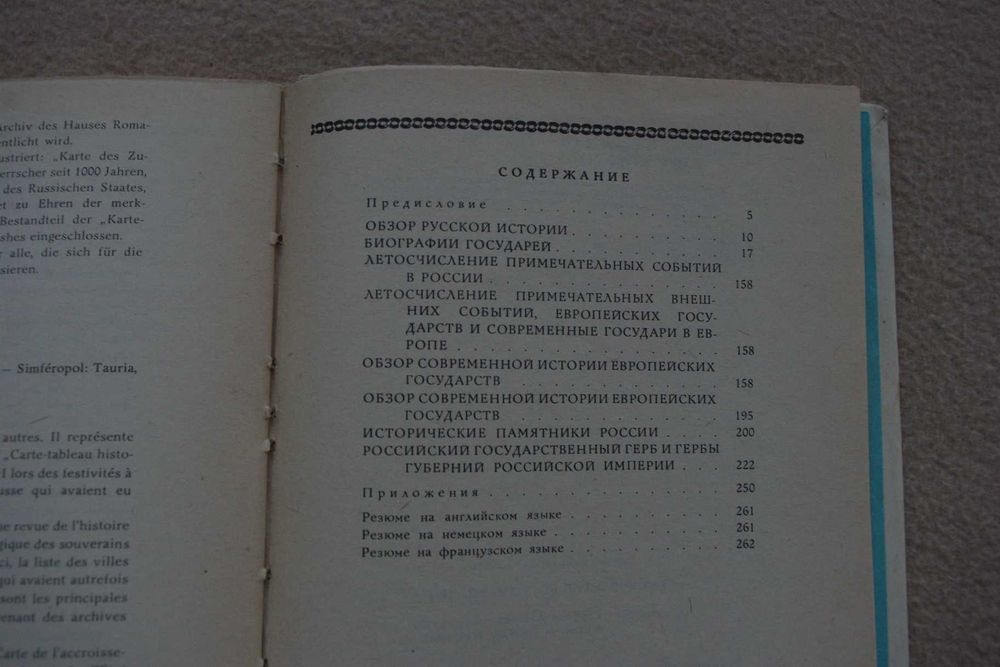 Archiv des Hauses Roma-
entlicht wird.
ustriert: „Karte des Zu-
errscher seit 1000 Jahren,
des Russischen Staates,
et zu Ehren der merk-
Bestandteil der „Karte-
shes eingeschlossen.
r alle, die sich für die
sieren.
– Simféropol: Tauria,
autres. Il représente
„Carte-tableau histo-
I lors des festivités à
usse qui avaient eu
ne revue de l'histoire
gique des souverains
ci, la liste des villes
qui avaient autrefois
sont les principales
enant des archives
Carte de l'accroisse-
СОДЕРЖАНИЕ
Предисловие . . . . . . . . . . . . . 5
ОБЗОР РУССКОЙ ИСТОРИИ . . . . . . . . . 10
БИОГРАФИИ ГОСУДАРЕЙ . . . . . . . . . . 17
ЛЕТОСЧИСЛЕНИЕ ПРИМЕЧАТЕЛЬНЫХ СОБЫТИЙ
В РОССИИ . . . . . . . . . . . . . 158
ЛЕТОСЧИСЛЕНИЕ ПРИМЕЧАТЕЛЬНЫХ ВНЕШ-
НИХ СОБЫТИЙ, ЕВРОПЕЙСКИХ ГОСУ-
ДАРСТВ И СОВРЕМЕННЫЕ ГОСУДАРИ В ЕВ-
РОПЕ . . . . . . . . . . . . . . 158
ОБЗОР СОВРЕМЕННОЙ ИСТОРИИ ЕВРОПЕЙСКИХ
ГОСУДАРСТВ . . . . . . . . . . . . 158
ОБЗОР СОВРЕМЕННОЙ ИСТОРИИ ЕВРОПЕЙСКИХ
ГОСУДАРСТВ . . . . . . . . . . . . 195
ИСТОРИЧЕСКИЕ ПАМЯТНИКИ РОССИИ . . . . 200
РОССИЙСКИЙ ГОСУДАРСТВЕННЫЙ ГЕРБ И ГЕРБЫ
ГУБЕРНИЙ РОССИЙСКОЙ ИМПЕРИИ . . . 222
Приложения . . . . . . . . . . . . . 250
Резюме на английском языке . . . . . . . . 261
Резюме на немецком языке . . . . . . . . . 261
Резюме на французском языке . . . . . . . . 262